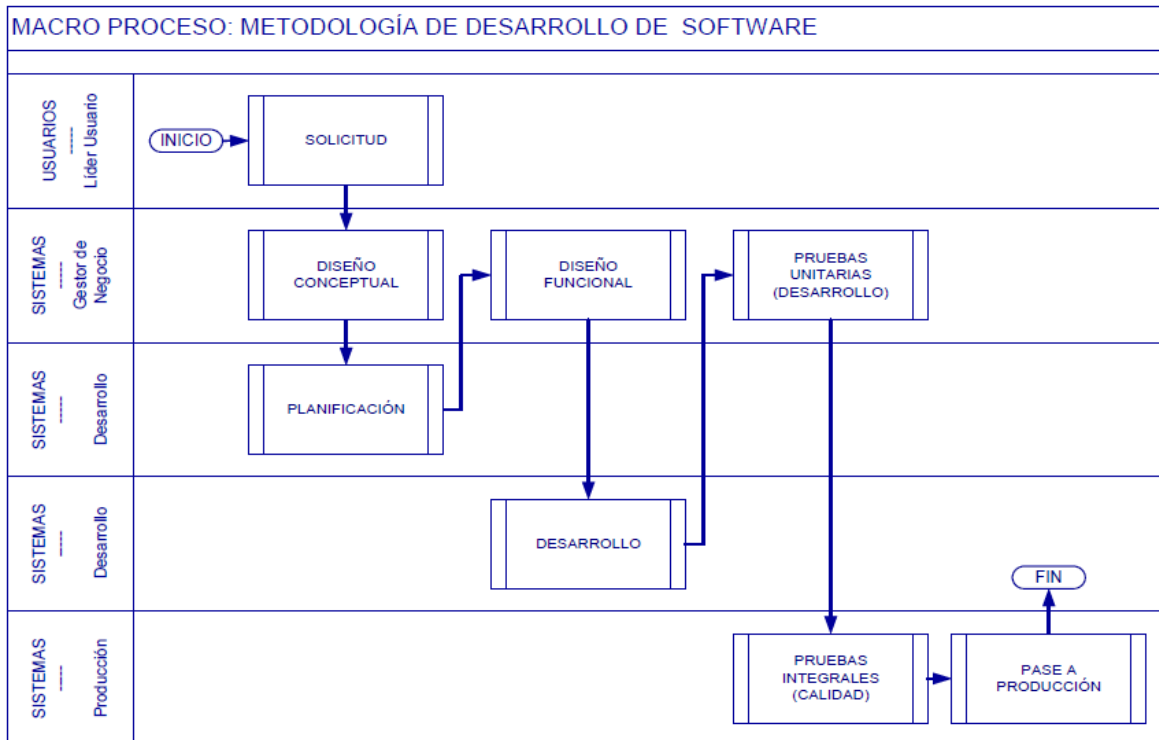 MACRO PROCESO: METODOLOGÍA DE DESARROLLO DE SOFTWARE
USUARIOS
-----
Líder Usuario
INICIO
SOLICITUD
SISTEMAS
-----
Gestor de
Negocio
DISEÑO
CONCEPTUAL
DISEÑO
FUNCIONAL
PRUEBAS
UNITARIAS
(DESARROLLO)
SISTEMAS
-----
Desarrollo
PLANIFICACIÓN
SISTEMAS
-----
Desarrollo
DESARROLLO
FIN
SISTEMAS
-----
Producción
PRUEBAS
INTEGRALES
(CALIDAD)
PASE A
PRODUCCIÓN